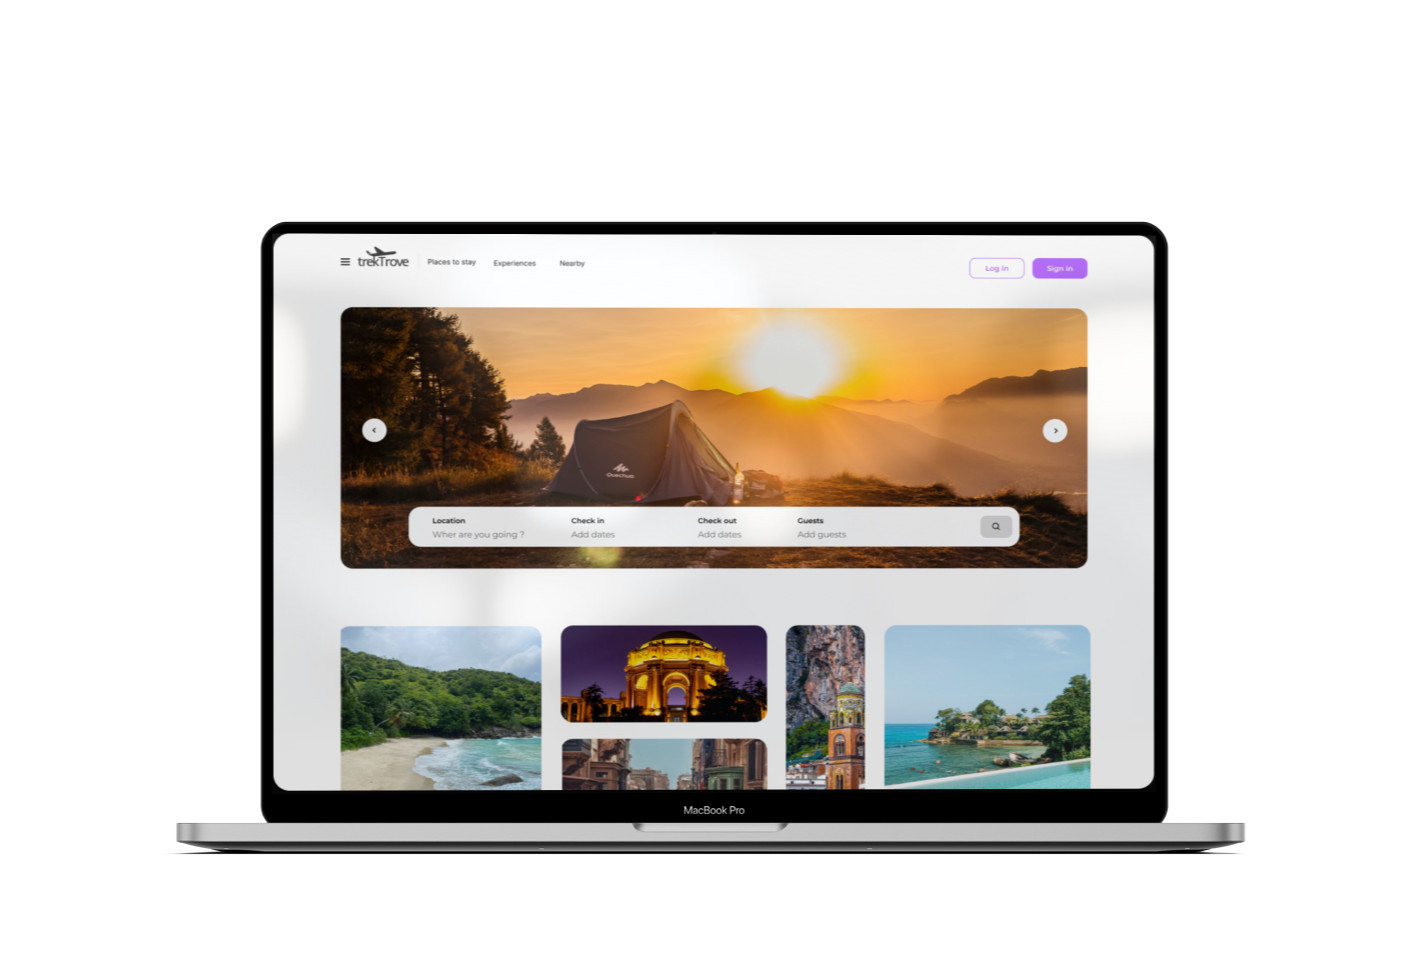 trekTrove
Places to stay
Experiences
Nearby
Log in
Sign in
Quechua
Location
Wher are you going ?
Check in
Add dates
Check out
Add dates
Guests
Add guests
MacBook Pro